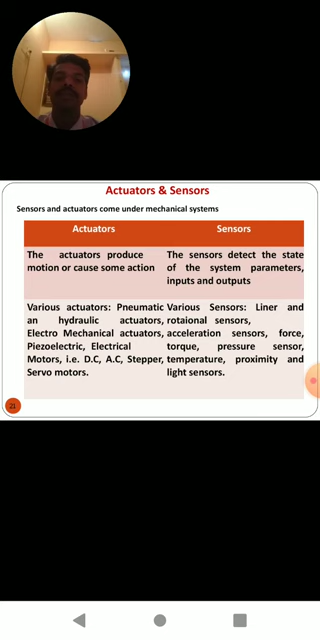 Actuators & Sensors
Sensors and actuators come under mechanical systems
Actuators
Sensors
The actuators produce
motion or cause some action
The sensors detect the state
of the system parameters,
inputs and outputs
Various actuators: Pneumatic
an hydraulic actuators,
Electro Mechanical actuators,
Piezoelectric, Electrical
Motors, i.e. D.C, A.C, Stepper,
Servo motors.
Various Sensors: Liner and
rotaional sensors,
acceleration sensors, force,
torque, pressure sensor,
temperature, proximity and
light sensors.
21